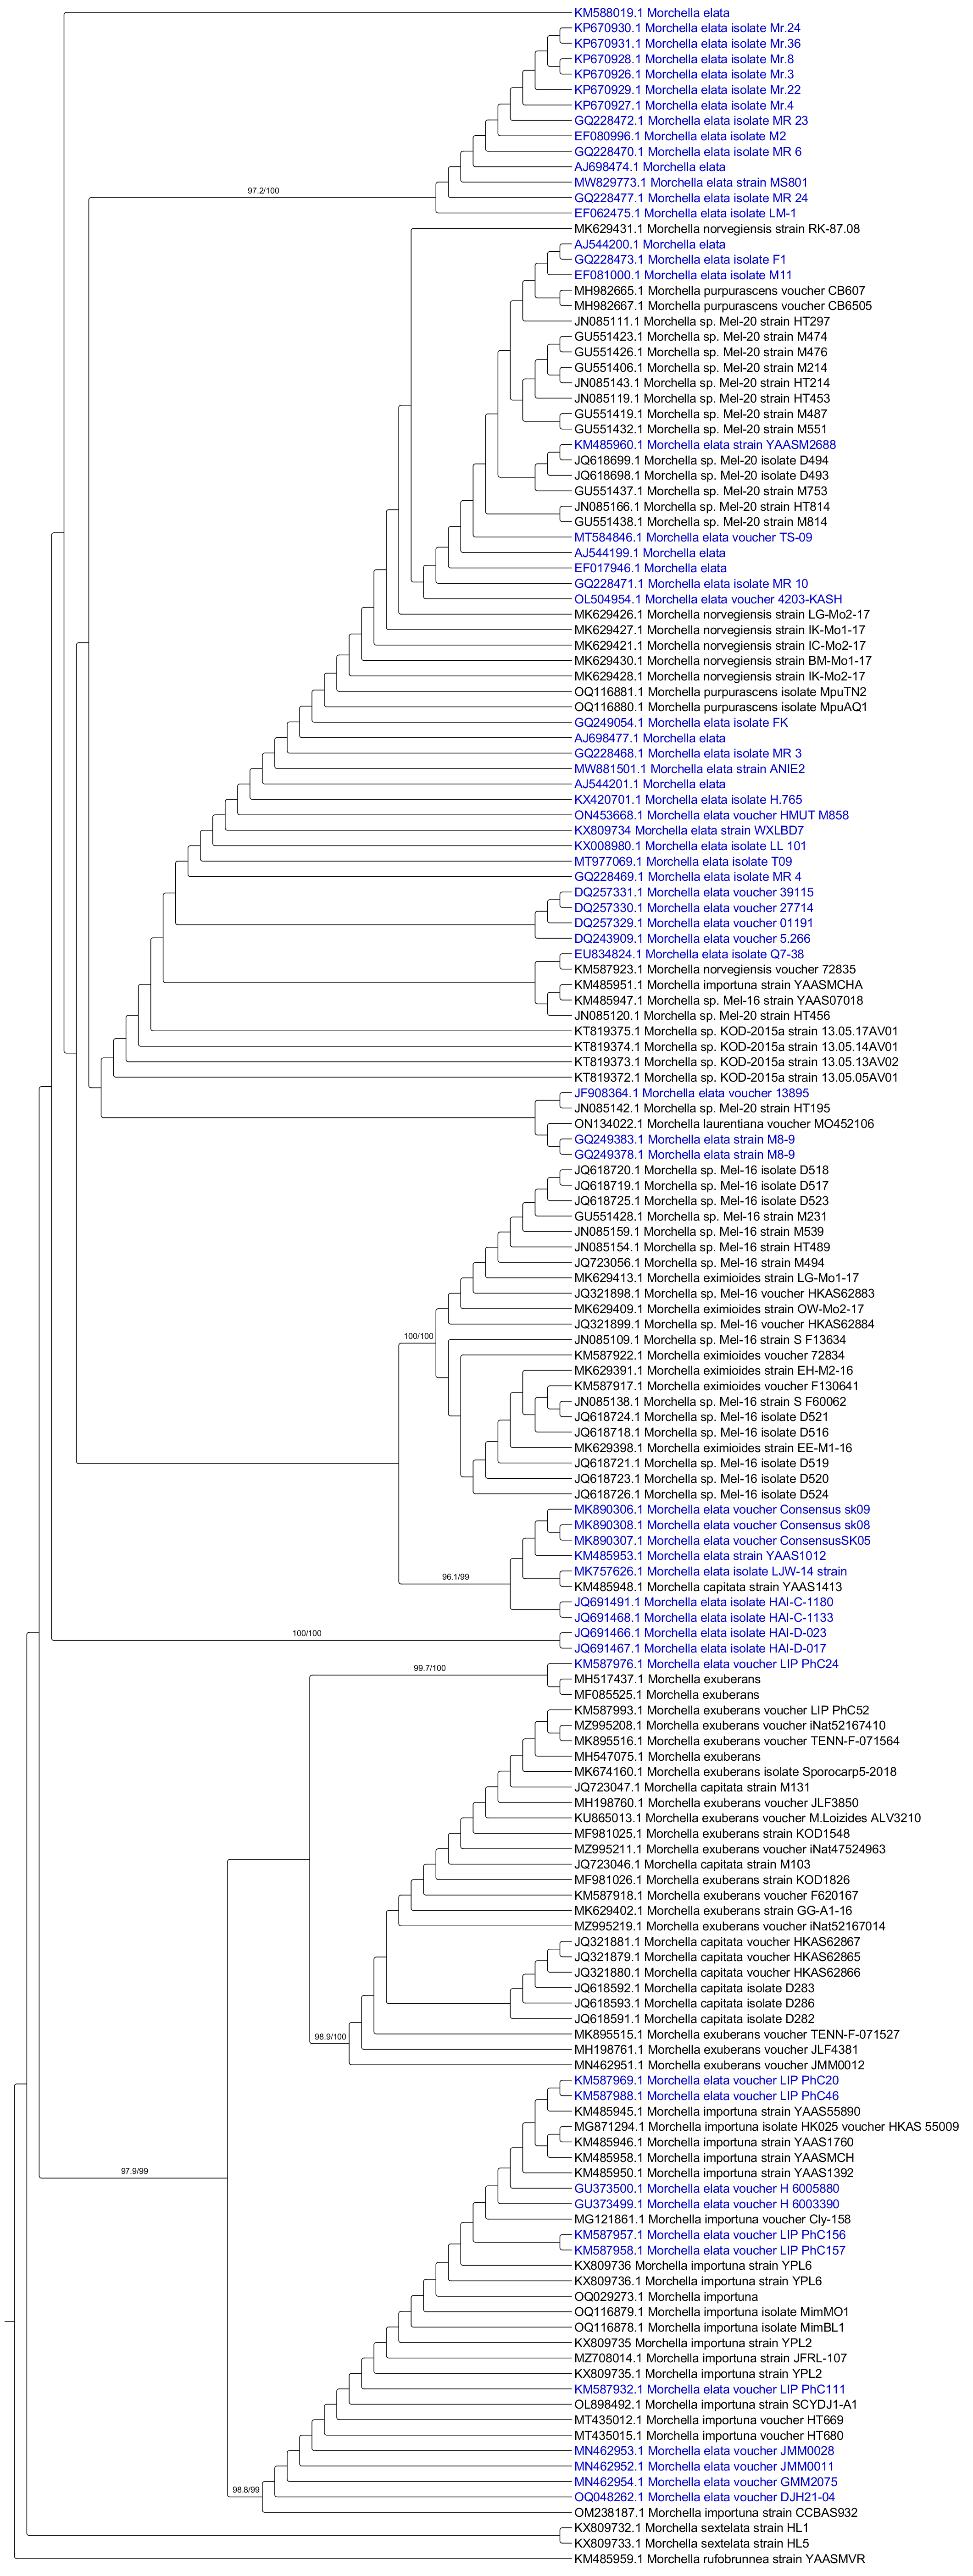 KM588019.1 Morchella elata
KP670930.1 Morchella elata isolate Mr.24
KP670931.1 Morchella elata isolate Mr.36
KP670928.1 Morchella elata isolate Mr.8
KP670926.1 Morchella elata isolate Mr.3
KP670929.1 Morchella elata isolate Mr.22
KP670927.1 Morchella elata isolate Mr.4
GQ228472.1 Morchella elata isolate MR 23
EF080996.1 Morchella elata isolate M2
GQ228470.1 Morchella elata isolate MR 6
AJ698474.1 Morchella elata
MW829773.1 Morchella elata strain MS801
97.2/100
GQ228477.1 Morchella elata isolate MR 24
EF062475.1 Morchella elata isolate LM-1
MK629431.1 Morchella norvegiensis strain RK-87.08
AJ544200.1 Morchella elata
GQ228473.1 Morchella elata isolate F1
EF081000.1 Morchella elata isolate M11
MH982665.1 Morchella purpurascens voucher CB607
MH982667.1 Morchella purpurascens voucher CB6505
JN085111.1 Morchella sp. Mel-20 strain HT297
GU551423.1 Morchella sp. Mel-20 strain M474
GU551426.1 Morchella sp. Mel-20 strain M476
GU551406.1 Morchella sp. Mel-20 strain M214
JN085143.1 Morchella sp. Mel-20 strain HT214
JN085119.1 Morchella sp. Mel-20 strain HT453
GU551419.1 Morchella sp. Mel-20 strain M487
GU551432.1 Morchella sp. Mel-20 strain M551
KM485960.1 Morchella elata strain YAASM2688
JQ618699.1 Morchella sp. Mel-20 isolate D494
JQ618698.1 Morchella sp. Mel-20 isolate D493
GU551437.1 Morchella sp. Mel-20 strain M753
JN085166.1 Morchella sp. Mel-20 strain HT814
GU551438.1 Morchella sp. Mel-20 strain M814
MT584846.1 Morchella elata voucher TS-09
AJ544199.1 Morchella elata
EF017946.1 Morchella elata
GQ228471.1 Morchella elata isolate MR 10
OL504954.1 Morchella elata voucher 4203-KASH
MK629426.1 Morchella norvegiensis strain LG-Mo2-17
MK629427.1 Morchella norvegiensis strain IK-Mo1-17
MK629421.1 Morchella norvegiensis strain IC-Mo2-17
MK629430.1 Morchella norvegiensis strain BM-Mo1-17
MK629428.1 Morchella norvegiensis strain IK-Mo2-17
OQ116881.1 Morchella purpurascens isolate MpuTN2
OQ116880.1 Morchella purpurascens isolate MpuAQ1
GQ249054.1 Morchella elata isolate FK
AJ698477.1 Morchella elata
GQ228468.1 Morchella elata isolate MR 3
MW881501.1 Morchella elata strain ANIE2
AJ544201.1 Morchella elata
KX420701.1 Morchella elata isolate H.765
ON453668.1 Morchella elata voucher HMUT M858
KX809734 Morchella elata strain WXLBD7
KX008980.1 Morchella elata isolate LL 101
MT977069.1 Morchella elata isolate T09
GQ228469.1 Morchella elata isolate MR 4
DQ257331.1 Morchella elata voucher 39115
DQ257330.1 Morchella elata voucher 27714
DQ257329.1 Morchella elata voucher 01191
DQ243909.1 Morchella elata voucher 5.266
EU834824.1 Morchella elata isolate Q7-38
KM587923.1 Morchella norvegiensis voucher 72835
KM485951.1 Morchella importuna strain YAASMCHA
KM485947.1 Morchella sp. Mel-16 strain YAAS07018
JN085120.1 Morchella sp. Mel-20 strain HT456
KT819375.1 Morchella sp. KOD-2015a strain 13.05.17AV01
KT819374.1 Morchella sp. KOD-2015a strain 13.05.14AV01
KT819373.1 Morchella sp. KOD-2015a strain 13.05.13AV02
KT819372.1 Morchella sp. KOD-2015a strain 13.05.05AV01
JF908364.1 Morchella elata voucher 13895
JN085142.1 Morchella sp. Mel-20 strain HT195
ON134022.1 Morchella laurentiana voucher MO452106
GQ249383.1 Morchella elata strain M8-9
GQ249378.1 Morchella elata strain M8-9
JQ618720.1 Morchella sp. Mel-16 isolate D518
JQ618719.1 Morchella sp. Mel-16 isolate D517
JQ618725.1 Morchella sp. Mel-16 isolate D523
GU551428.1 Morchella sp. Mel-16 strain M231
JN085159.1 Morchella sp. Mel-16 strain M539
JN085154.1 Morchella sp. Mel-16 strain HT489
JQ723056.1 Morchella sp. Mel-16 strain M494
MK629413.1 Morchella eximioides strain LG-Mo1-17
JQ321898.1 Morchella sp. Mel-16 voucher HKAS62883
MK629409.1 Morchella eximioides strain OW-Mo2-17
JQ321899.1 Morchella sp. Mel-16 voucher HKAS62884
100/100
JN085109.1 Morchella sp. Mel-16 strain S F13634
KM587922.1 Morchella eximioides voucher 72834
MK629391.1 Morchella eximioides strain EH-M2-16
KM587917.1 Morchella eximioides voucher F130641
JN085138.1 Morchella sp. Mel-16 strain S F60062
JQ618724.1 Morchella sp. Mel-16 isolate D521
JQ618718.1 Morchella sp. Mel-16 isolate D516
MK629398.1 Morchella eximioides strain EE-M1-16
JQ618721.1 Morchella sp. Mel-16 isolate D519
JQ618723.1 Morchella sp. Mel-16 isolate D520
JQ618726.1 Morchella sp. Mel-16 isolate D524
MK890306.1 Morchella elata voucher Consensus sk09
MK890308.1 Morchella elata voucher Consensus sk08
MK890307.1 Morchella elata voucher ConsensusSK05
KM485953.1 Morchella elata strain YAAS1012
MK757626.1 Morchella elata isolate LJW-14 strain
96.1/99
KM485948.1 Morchella capitata strain YAAS1413
JQ691491.1 Morchella elata isolate HAI-C-1180
JQ691468.1 Morchella elata isolate HAI-C-1133
JQ691466.1 Morchella elata isolate HAI-D-023
100/100
JQ691467.1 Morchella elata isolate HAI-D-017
KM587976.1 Morchella elata voucher LIP PhC24
99.7/100
MH517437.1 Morchella exuberans
MF085525.1 Morchella exuberans
KM587993.1 Morchella exuberans voucher LIP PhC52
MZ995208.1 Morchella exuberans voucher iNat52167410
MK895516.1 Morchella exuberans voucher TENN-F-071564
MH547075.1 Morchella exuberans
MK674160.1 Morchella exuberans isolate Sporocarp5-2018
JQ723047.1 Morchella capitata strain M131
MH198760.1 Morchella exuberans voucher JLF3850
KU865013.1 Morchella exuberans voucher M.Loizides ALV3210
MF981025.1 Morchella exuberans strain KOD1548
MZ995211.1 Morchella exuberans voucher iNat47524963
JQ723046.1 Morchella capitata strain M103
MF981026.1 Morchella exuberans strain KOD1826
KM587918.1 Morchella exuberans voucher F620167
MK629402.1 Morchella exuberans strain GG-A1-16
MZ995219.1 Morchella exuberans voucher iNat52167014
JQ321881.1 Morchella capitata voucher HKAS62867
JQ321879.1 Morchella capitata voucher HKAS62865
JQ321880.1 Morchella capitata voucher HKAS62866
JQ618592.1 Morchella capitata isolate D283
JQ618593.1 Morchella capitata isolate D286
JQ618591.1 Morchella capitata isolate D282
MK895515.1 Morchella exuberans voucher TENN-F-071527
98.9/100
MH198761.1 Morchella exuberans voucher JLF4381
MN462951.1 Morchella exuberans voucher JMM0012
KM587969.1 Morchella elata voucher LIP PhC20
KM587988.1 Morchella elata voucher LIP PhC46
KM485945.1 Morchella importuna strain YAAS55890
MG871294.1 Morchella importuna isolate HK025 voucher HKAS 55009
KM485946.1 Morchella importuna strain YAAS1760
KM485958.1 Morchella importuna strain YAASMCH
97.9/99
KM485950.1 Morchella importuna strain YAAS1392
GU373500.1 Morchella elata voucher H 6005880
GU373499.1 Morchella elata voucher H 6003390
MG121861.1 Morchella importuna voucher Cly-158
KM587957.1 Morchella elata voucher LIP PhC156
KM587958.1 Morchella elata voucher LIP PhC157
KX809736 Morchella importuna strain YPL6
KX809736.1 Morchella importuna strain YPL6
OQ029273.1 Morchella importuna
OQ116879.1 Morchella importuna isolate MimMO1
OQ116878.1 Morchella importuna isolate MimBL1
KX809735 Morchella importuna strain YPL2
MZ708014.1 Morchella importuna strain JFRL-107
KX809735.1 Morchella importuna strain YPL2
KM587932.1 Morchella elata voucher LIP PhC111
OL898492.1 Morchella importuna strain SCYDJ1-A1
MT435012.1 Morchella importuna voucher HT669
MT435015.1 Morchella importuna voucher HT680
MN462953.1 Morchella elata voucher JMM0028
MN462952.1 Morchella elata voucher JMM0011
MN462954.1 Morchella elata voucher GMM2075
98.8/99
OQ048262.1 Morchella elata voucher DJH21-04
OM238187.1 Morchella importuna strain CCBAS932
KX809732.1 Morchella sextelata strain HL1
KX809733.1 Morchella sextelata strain HL5
KM485959.1 Morchella rufobrunnea strain YAASMVR